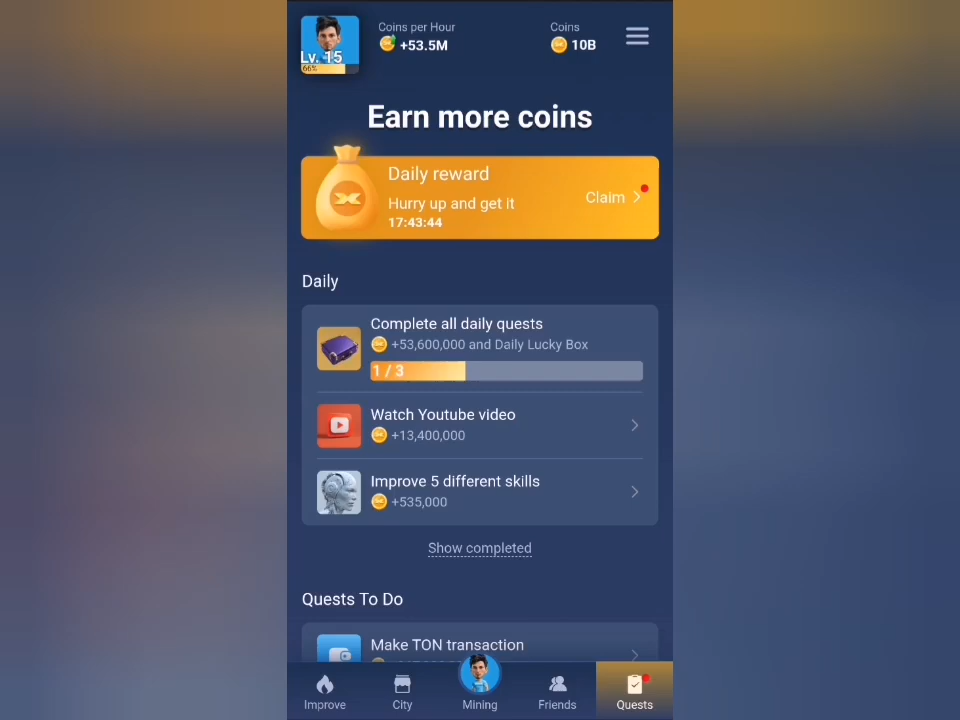 Coins per Hour
+53.5M
Coins
10B
Lv. 15
66%
Earn more coins
Daily reward
Hurry up and get it
17:43:44
Claim
Daily
Complete all daily quests
+53,600,000 and Daily Lucky Box
1 / 3
Watch Youtube video
+13,400,000
Improve 5 different skills
+535,000
Show completed
Quests To Do
Make TON transaction
Improve
City
Mining
Friends
Quests